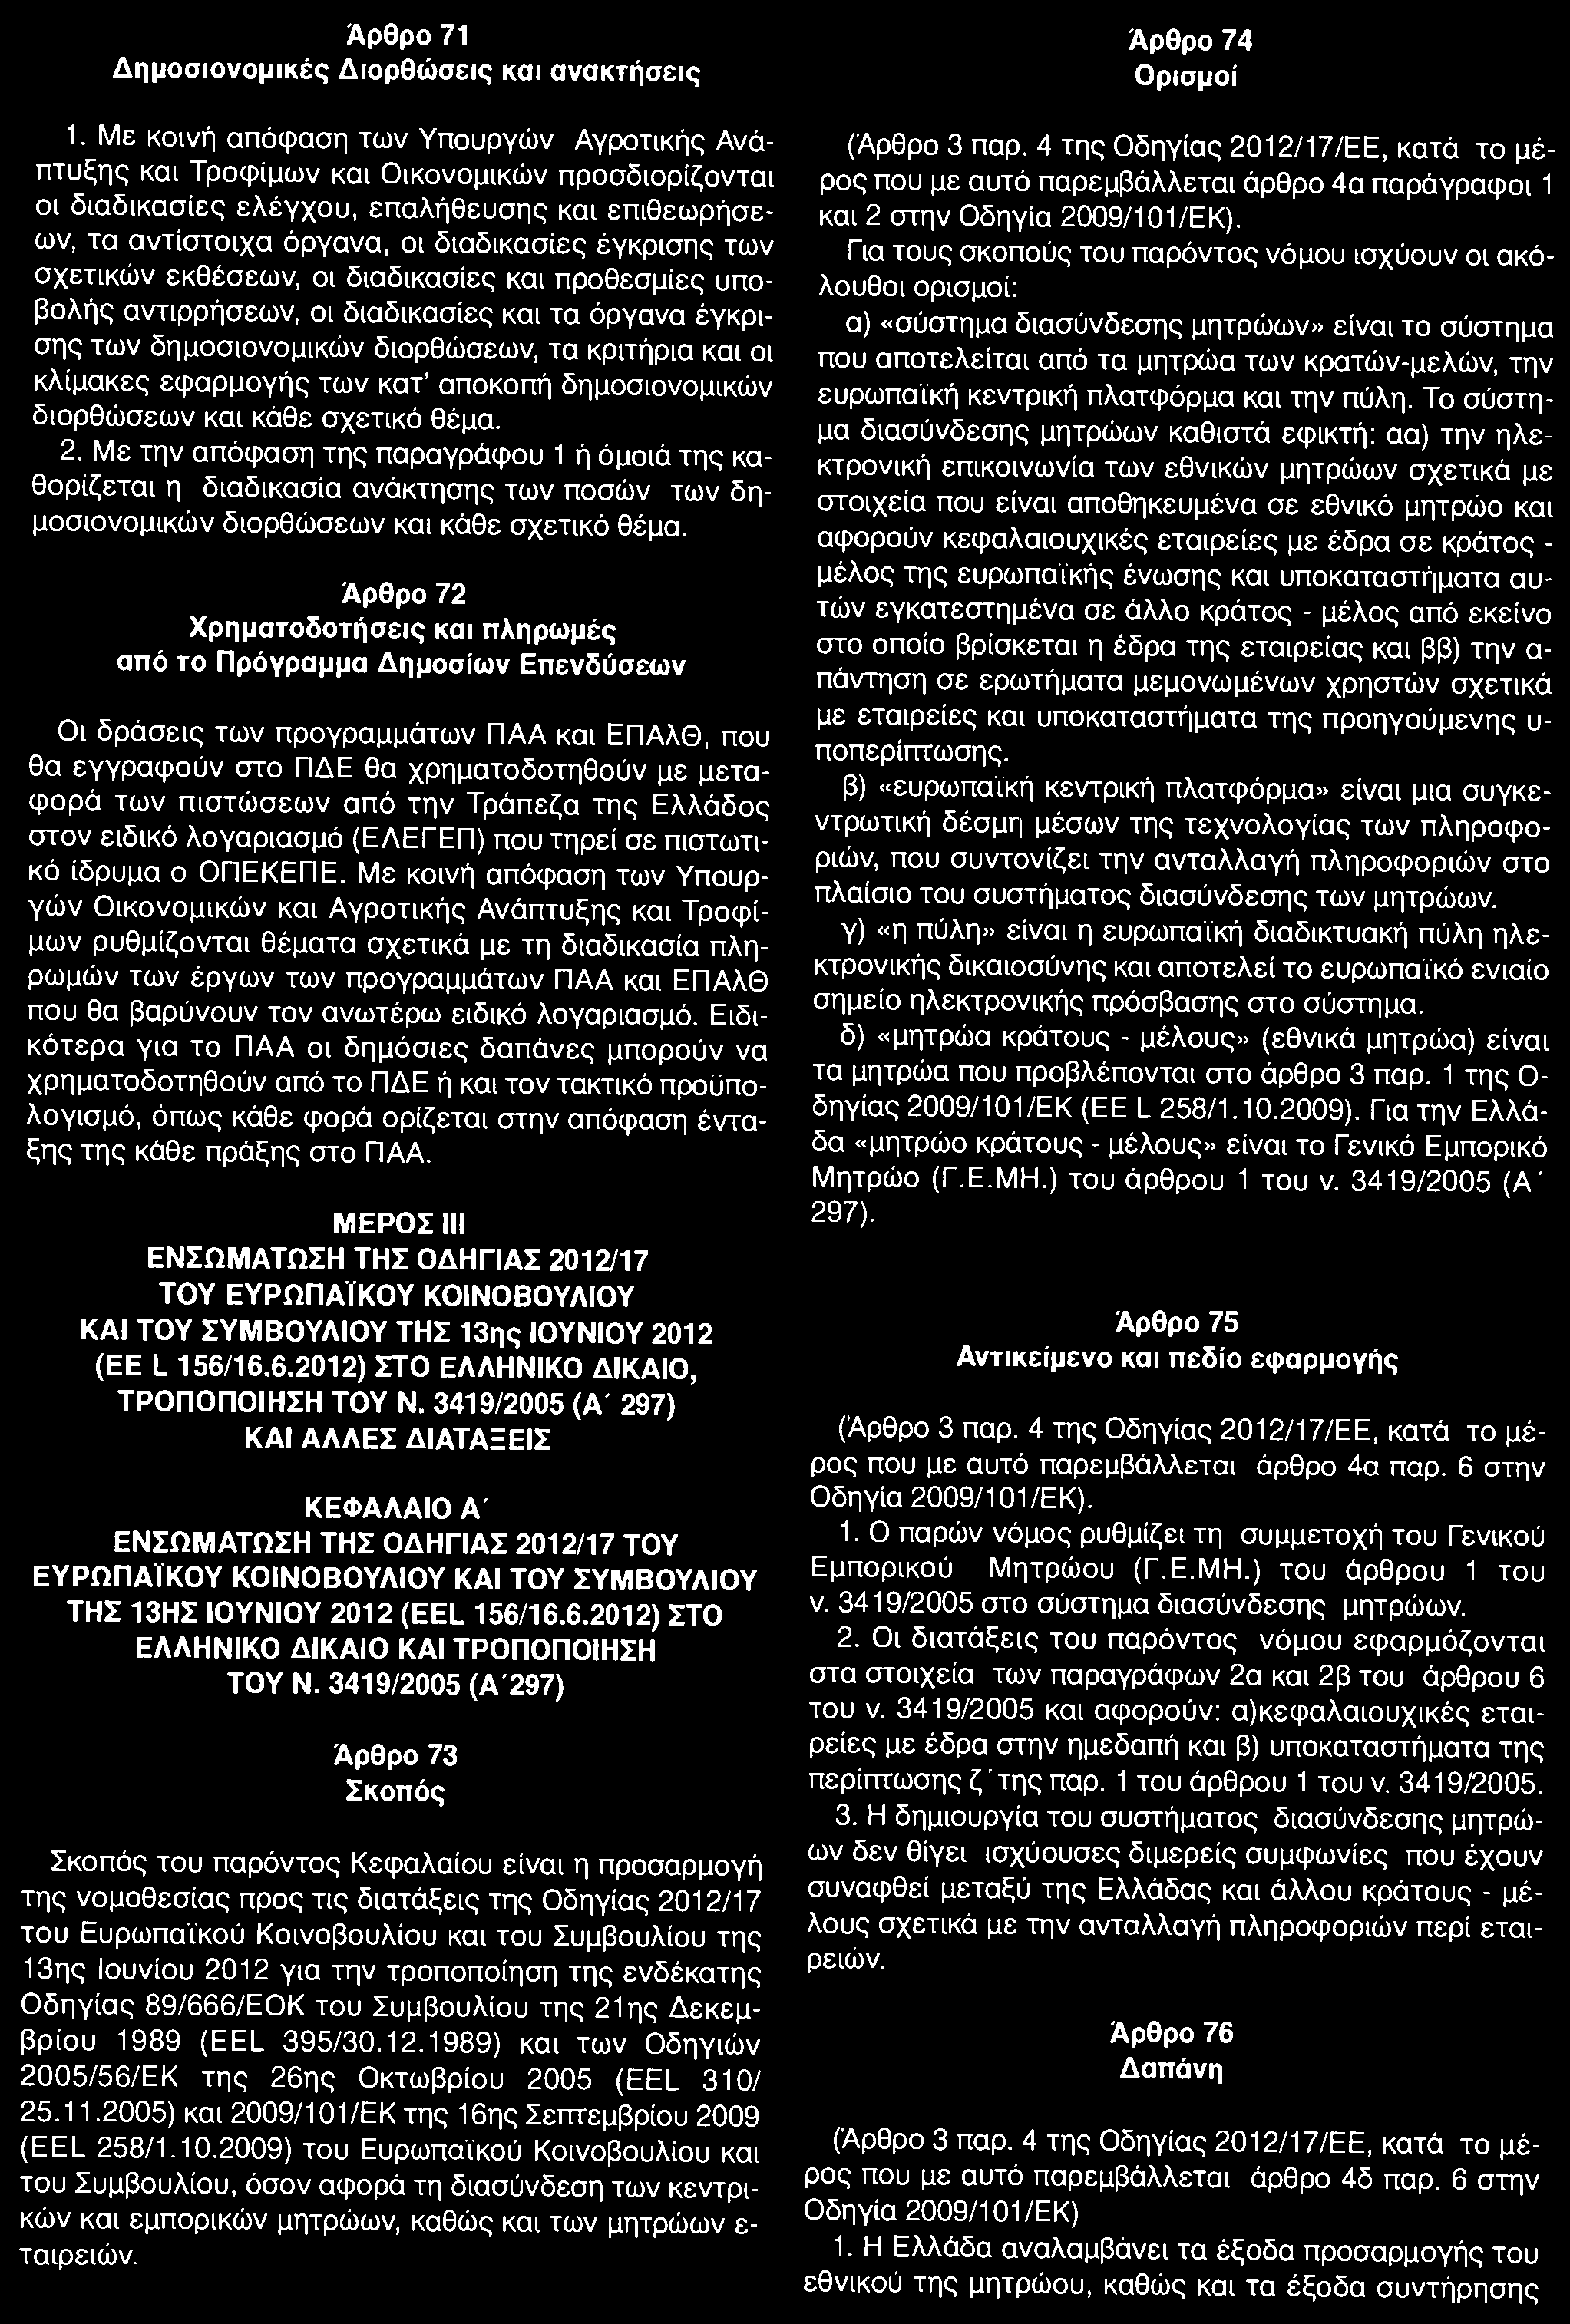 Άρθρο 71
Δημοσιονομικές Διορθώσεις και ανακτήσεις
1. Με κοινή απόφαση των Υπουργών Αγροτικής Ανά-
πτυξης και Τροφίμων και Οικονομικών προσδιορίζονται
οι διαδικασίες ελέγχου, επαλήθευσης και επιθεωρήσε-
ων, τα αντίστοιχα όργανα, οι διαδικασίες έγκρισης των
σχετικών εκθέσεων, οι διαδικασίες και προθεσμίες υπο-
βολής αντιρρήσεων, οι διαδικασίες και τα όργανα έγκρι-
σης των δημοσιονομικών διορθώσεων, τα κριτήρια και οι
κλίμακες εφαρμογής των κατ' αποκοπή δημοσιονομικών
διορθώσεων και κάθε σχετικό θέμα.
2. Με την απόφαση της παραγράφου 1 ή όμοιά της κα-
θορίζεται η διαδικασία ανάκτησης των ποσών των δη-
μοσιονομικών διορθώσεων και κάθε σχετικό θέμα.
Άρθρο 72
Χρηματοδοτήσεις και πληρωμές
από το Πρόγραμμα Δημοσίων Επενδύσεων
Οι δράσεις των προγραμμάτων ΠΑΑ και ΕΠΑΛΘ, που
θα εγγραφούν στο ΠΔΕ θα χρηματοδοτηθούν με μετα-
φορά των πιστώσεων από την Τράπεζα της Ελλάδος
στον ειδικό λογαριασμό (ΕΛΕΓΕΠ) που τηρεί σε πιστωτι-
κό ίδρυμα ο ΟΠΕΚΕΠΕ. Με κοινή απόφαση των Υπουρ-
γών Οικονομικών και Αγροτικής Ανάπτυξης και Τροφί-
μων ρυθμίζονται θέματα σχετικά με τη διαδικασία πλη-
ρωμών των έργων των προγραμμάτων ΠΑΑ και ΕΠΑΛΘ
που θα βαρύνουν τον ανωτέρω ειδικό λογαριασμό. Ειδι-
κότερα για το ΠΑΑ οι δημόσιες δαπάνες μπορούν να
χρηματοδοτηθούν από το ΠΔΕ ή και τον τακτικό προϋπο-
λογισμό, όπως κάθε φορά ορίζεται στην απόφαση έντα-
ξης της κάθε πράξης στο ΠΑΑ.
ΜΕΡΟΣ ΙΙΙ
ΕΝΣΩΜΑΤΩΣΗ ΤΗΣ ΟΔΗΓΙΑΣ 2012/17
ΤΟΥ ΕΥΡΩΠΑΪΚΟΥ ΚΟΙΝΟΒΟΥΛΙΟΥ
ΚΑΙ ΤΟΥ ΣΥΜΒΟΥΛΙΟΥ ΤΗΣ 13ης ΙΟΥΝΙΟΥ 2012
(ΕΕ L 156/16.6.2012) ΣΤΟ ΕΛΛΗΝΙΚΟ ΔΙΚΑΙΟ,
ΤΡΟΠΟΠΟΙΗΣΗ ΤΟΥ Ν. 3419/2005 (Α΄ 297)
ΚΑΙ ΑΛΛΕΣ ΔΙΑΤΑΞΕΙΣ
ΚΕΦΑΛΑΙΟ Α΄
ΕΝΣΩΜΑΤΩΣΗ ΤΗΣ ΟΔΗΓΙΑΣ 2012/17 ΤΟΥ
ΕΥΡΩΠΑΪΚΟΥ ΚΟΙΝΟΒΟΥΛΙΟΥ ΚΑΙ ΤΟΥ ΣΥΜΒΟΥΛΙΟΥ
ΤΗΣ 13ΗΣ ΙΟΥΝΙΟΥ 2012 (ΕΕL 156/16.6.2012) ΣΤΟ
ΕΛΛΗΝΙΚΟ ΔΙΚΑΙΟ ΚΑΙ ΤΡΟΠΟΠΟΙΗΣΗ
ΤΟΥ Ν. 3419/2005 (Α΄297)
Άρθρο 73
Σκοπός
Σκοπός του παρόντος Κεφαλαίου είναι η προσαρμογή
της νομοθεσίας προς τις διατάξεις της Οδηγίας 2012/17
του Ευρωπαϊκού Κοινοβουλίου και του Συμβουλίου της
13ης Ιουνίου 2012 για την τροποποίηση της ενδέκατης
Οδηγίας 89/666/ΕΟΚ του Συμβουλίου της 21ης Δεκεμ-
βρίου 1989 (ΕΕL 395/30.12.1989) και των Οδηγιών
2005/56/ΕΚ της 26ης Οκτωβρίου 2005 (ΕΕL 310/
25.11.2005) και 2009/101/ΕΚ της 16ης Σεπτεμβρίου 2009
(ΕΕL 258/1.10.2009) του Ευρωπαϊκού Κοινοβουλίου και
του Συμβουλίου, όσον αφορά τη διασύνδεση των κεντρι-
κών και εμπορικών μητρώων, καθώς και των μητρώων ε-
ταιρειών.
Άρθρο 74
Ορισμοί
(Άρθρο 3 παρ. 4 της Οδηγίας 2012/17/ΕΕ, κατά το μέ-
ρος που με αυτό παρεμβάλλεται άρθρο 4α παράγραφοι 1
και 2 στην Οδηγία 2009/101/ΕΚ).
Για τους σκοπούς του παρόντος νόμου ισχύουν οι ακό-
λουθοι ορισμοί:
α) «σύστημα διασύνδεσης μητρώων» είναι το σύστημα
που αποτελείται από τα μητρώα των κρατών-μελών, την
ευρωπαϊκή κεντρική πλατφόρμα και την πύλη. Το σύστη-
μα διασύνδεσης μητρώων καθιστά εφικτή: αα) την ηλε-
κτρονική επικοινωνία των εθνικών μητρώων σχετικά με
στοιχεία που είναι αποθηκευμένα σε εθνικό μητρώο και
αφορούν κεφαλαιουχικές εταιρείες με έδρα σε κράτος -
μέλος της ευρωπαϊκής ένωσης και υποκαταστήματα αυ-
τών εγκατεστημένα σε άλλο κράτος - μέλος από εκείνο
στο οποίο βρίσκεται η έδρα της εταιρείας και ββ) την α-
πάντηση σε ερωτήματα μεμονωμένων χρηστών σχετικά
με εταιρείες και υποκαταστήματα της προηγούμενης υ-
ποπερίπτωσης.
β) «ευρωπαϊκή κεντρική πλατφόρμα» είναι μια συγκε-
ντρωτική δέσμη μέσων της τεχνολογίας των πληροφο-
ριών, που συντονίζει την ανταλλαγή πληροφοριών στο
πλαίσιο του συστήματος διασύνδεσης των μητρώων.
γ) «η πύλη» είναι η ευρωπαϊκή διαδικτυακή πύλη ηλε-
κτρονικής δικαιοσύνης και αποτελεί το ευρωπαϊκό ενιαίο
σημείο ηλεκτρονικής πρόσβασης στο σύστημα.
δ) «μητρώα κράτους - μέλους» (εθνικά μητρώα) είναι
τα μητρώα που προβλέπονται στο άρθρο 3 παρ. 1 της Ο-
δηγίας 2009/101/ΕΚ (ΕΕ L 258/1.10.2009). Για την Ελλά-
δα «μητρώο κράτους - μέλους» είναι το Γενικό Εμπορικό
Μητρώο (Γ.Ε.ΜΗ.) του άρθρου 1 του ν. 3419/2005 (Α΄
297).
Άρθρο 75
Αντικείμενο και πεδίο εφαρμογής
(Άρθρο 3 παρ. 4 της Οδηγίας 2012/17/ΕΕ, κατά το μέ-
ρος που με αυτό παρεμβάλλεται άρθρο 4α παρ. 6 στην
Οδηγία 2009/101/ΕΚ).
1. Ο παρών νόμος ρυθμίζει τη συμμετοχή του Γενικού
Εμπορικού Μητρώου (Γ.Ε.ΜΗ.) του άρθρου 1 του
ν. 3419/2005 στο σύστημα διασύνδεσης μητρώων.
2. Οι διατάξεις του παρόντος νόμου εφαρμόζονται
στα στοιχεία των παραγράφων 2α και 2β του άρθρου 6
του ν. 3419/2005 και αφορούν: α)κεφαλαιουχικές εται-
ρείες με έδρα στην ημεδαπή και β) υποκαταστήματα της
περίπτωσης ζ΄της παρ. 1 του άρθρου 1 του ν. 3419/2005.
3. Η δημιουργία του συστήματος διασύνδεσης μητρώ-
ων δεν θίγει ισχύουσες διμερείς συμφωνίες που έχουν
συναφθεί μεταξύ της Ελλάδας και άλλου κράτους - μέ-
λους σχετικά με την ανταλλαγή πληροφοριών περί εται-
ρειών.
Άρθρο 76
Δαπάνη
(Άρθρο 3 παρ. 4 της Οδηγίας 2012/17/ΕΕ, κατά το μέ-
ρος που με αυτό παρεμβάλλεται άρθρο 4δ παρ. 6 στην
Οδηγία 2009/101/ΕΚ)
1. Η Ελλάδα αναλαμβάνει τα έξοδα προσαρμογής του
εθνικού της μητρώου, καθώς και τα έξοδα συντήρησης